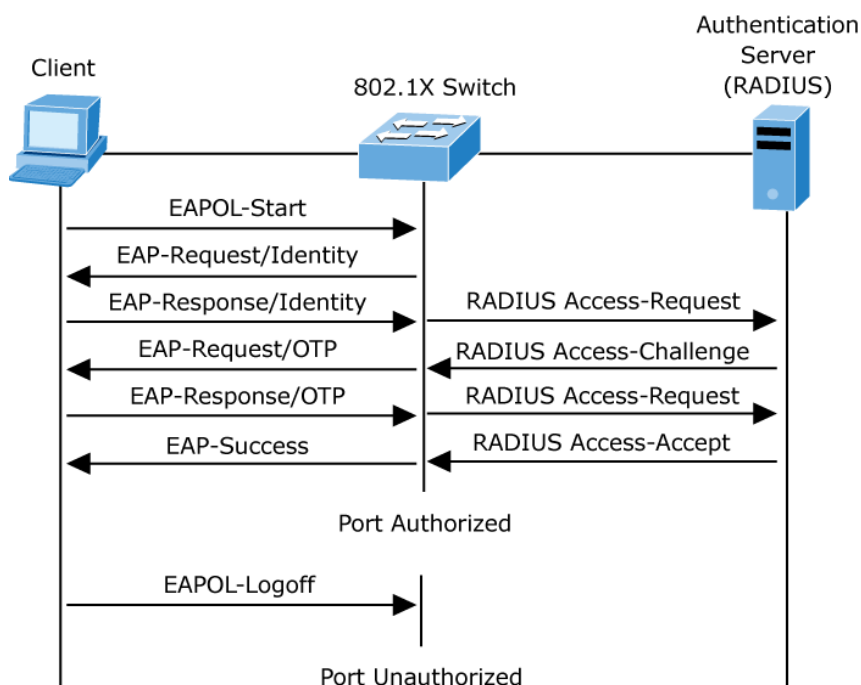 Authentication
Server
(RADIUS)
Client
802.1X Switch
EAPOL-Start
EAP-Request/Identity
EAP-Response/Identity
RADIUS Access-Request
EAP-Request/OTP
RADIUS Access-Challenge
EAP-Response/OTP
RADIUS Access-Request
EAP-Success
RADIUS Access-Accept
Port Authorized
EAPOL-Logoff
Port Unauthorized